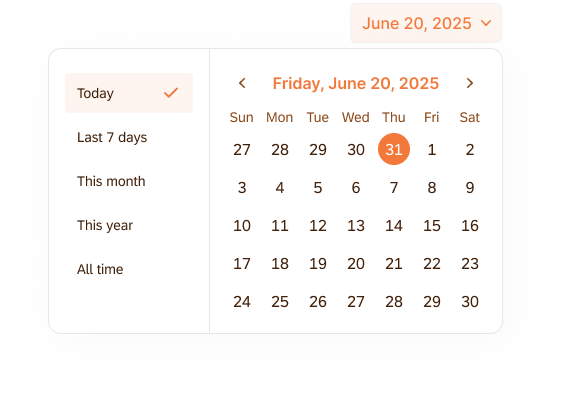 June 20, 2025
Today
Last 7 days
This month
This year
All time
Friday, June 20, 2025
Sun Mon Tue Wed Thu Fri Sat
27 28 29 30 31 1 2
3 4 5 6 7 8 9
10 11 12 13 14 15 16
17 18 19 20 21 22 23
24 25 26 27 28 29 30